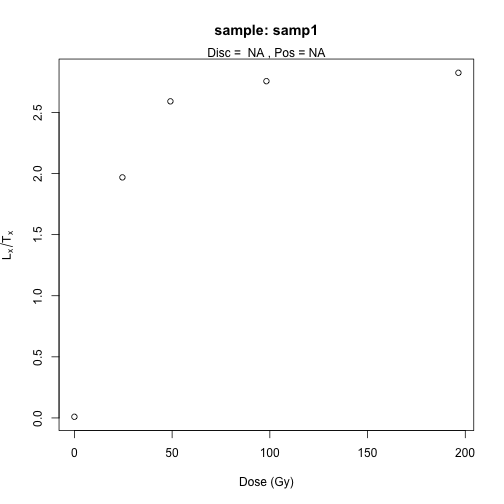 sample: samp1
Disc =  NA , Pos = NA
2.5
2.0
1.5
1.0
0.5
0.0
Lx/Tx
0
50
100
150
200
Dose (Gy)